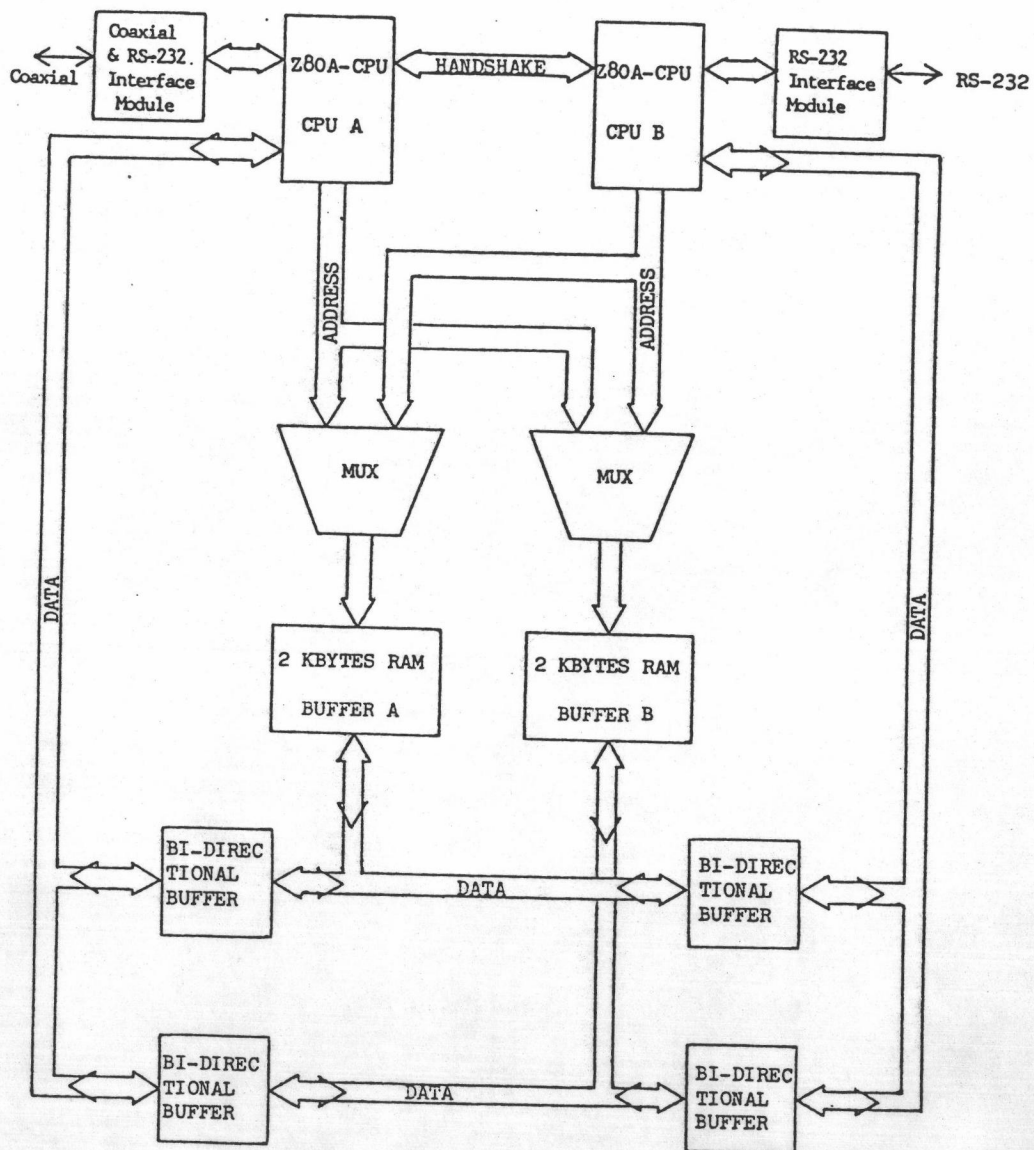 Coaxial
& RS-232.
Interface
Module
Coaxial
Z80A-CPU
CPU A
HANDSHAKE
Z80A-CPU
CPU B
RS-232
Interface
Module
RS-232
ADDRESS
ADDRESS
MUX
MUX
DATA
DATA
2 KBYTES RAM
BUFFER A
2 KBYTES RAM
BUFFER B
BI-DIREC
TIONAL
BUFFER
DATA
BI-DIREC
TIONAL
BUFFER
BI-DIREC
TIONAL
BUFFER
DATA
BI-DIREC
TIONAL
BUFFER